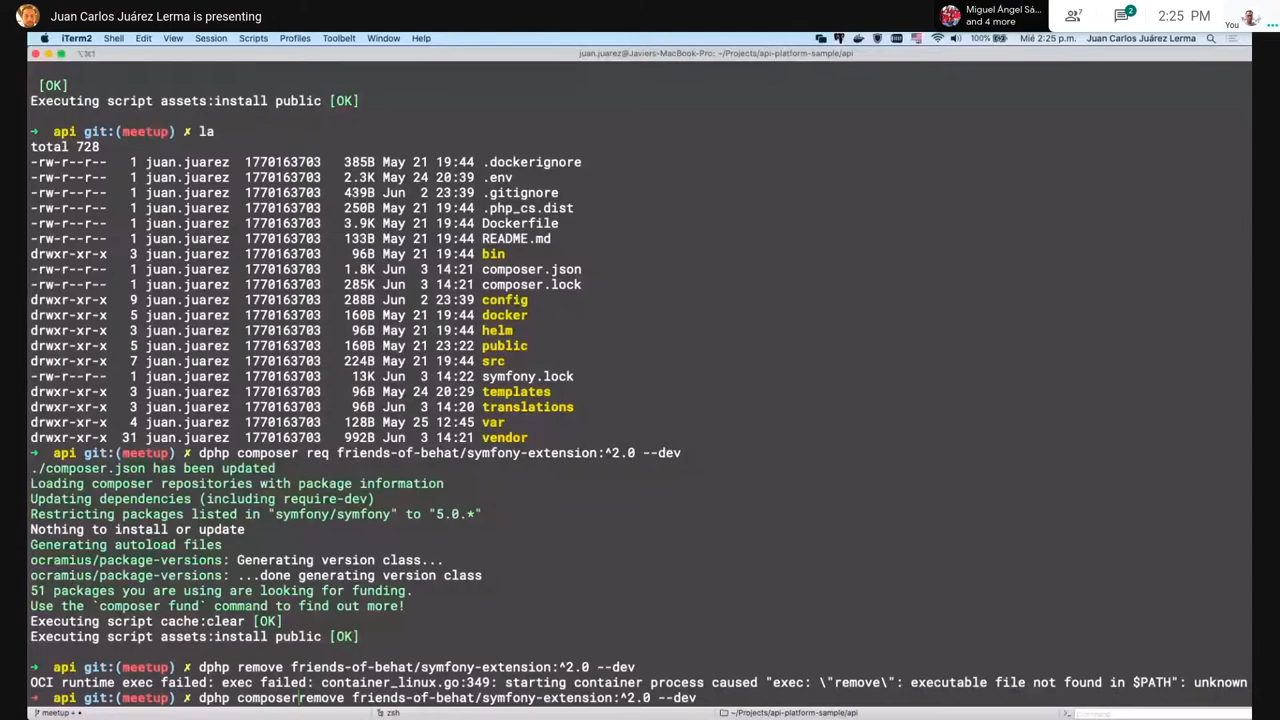 Juan Carlos Juárez Lerma is presenting
Miguel Ángel Sá...
and 4 more
7
2
2:25 PM
You
iTerm2 Shell Edit View Session Scripts Profiles Toolbelt Window Help
100%
Mié 2:25 p.m. Juan Carlos Juárez Lerma
⌥⌘1
juan.juarez@Javiers-MacBook-Pro: ~/Projects/api-platform-sample/api
[OK]
Executing script assets:install public [OK]
➜ api git:(meetup) ✗ la
total 728
-rw-r--r-- 1 juan.juarez 1770163703 385B May 21 19:44 .dockerignore
-rw-r--r-- 1 juan.juarez 1770163703 2.3K May 24 20:39 .env
-rw-r--r-- 1 juan.juarez 1770163703 439B Jun 2 23:39 .gitignore
-rw-r--r-- 1 juan.juarez 1770163703 250B May 21 19:44 .php_cs.dist
-rw-r--r-- 1 juan.juarez 1770163703 3.9K May 21 19:44 Dockerfile
-rw-r--r-- 1 juan.juarez 1770163703 133B May 21 19:44 README.md
drwxr-xr-x 3 juan.juarez 1770163703 96B May 21 19:44 bin
-rw-r--r-- 1 juan.juarez 1770163703 1.8K Jun 3 14:21 composer.json
-rw-r--r-- 1 juan.juarez 1770163703 285K Jun 3 14:21 composer.lock
drwxr-xr-x 9 juan.juarez 1770163703 288B Jun 2 23:39 config
drwxr-xr-x 5 juan.juarez 1770163703 160B May 21 19:44 docker
drwxr-xr-x 3 juan.juarez 1770163703 96B May 21 19:44 helm
drwxr-xr-x 5 juan.juarez 1770163703 160B May 21 23:22 public
drwxr-xr-x 7 juan.juarez 1770163703 224B May 21 19:44 src
-rw-r--r-- 1 juan.juarez 1770163703 13K Jun 3 14:22 symfony.lock
drwxr-xr-x 3 juan.juarez 1770163703 96B May 24 20:29 templates
drwxr-xr-x 3 juan.juarez 1770163703 96B Jun 3 14:20 translations
drwxr-xr-x 4 juan.juarez 1770163703 128B May 25 12:45 var
drwxr-xr-x 31 juan.juarez 1770163703 992B Jun 3 14:21 vendor
➜ api git:(meetup) ✗ dphp composer req friends-of-behat/symfony-extension:^2.0 --dev
./composer.json has been updated
Loading composer repositories with package information
Updating dependencies (including require-dev)
Restricting packages listed in "symfony/symfony" to "5.0.*"
Nothing to install or update
Generating autoload files
ocramius/package-versions: Generating version class...
ocramius/package-versions: ...done generating version class
51 packages you are using are looking for funding.
Use the `composer fund` command to find out more!
Executing script cache:clear [OK]
Executing script assets:install public [OK]
➜ api git:(meetup) ✗ dphp remove friends-of-behat/symfony-extension:^2.0 --dev
OCI runtime exec failed: exec failed: container_linux.go:349: starting container process caused "exec: \"remove\": executable file not found in $PATH": unknown
➜ api git:(meetup) ✗ dphp composerremove friends-of-behat/symfony-extension:^2.0 --dev
meetup zsh ~/Projects/api-platform-sample/api
Command